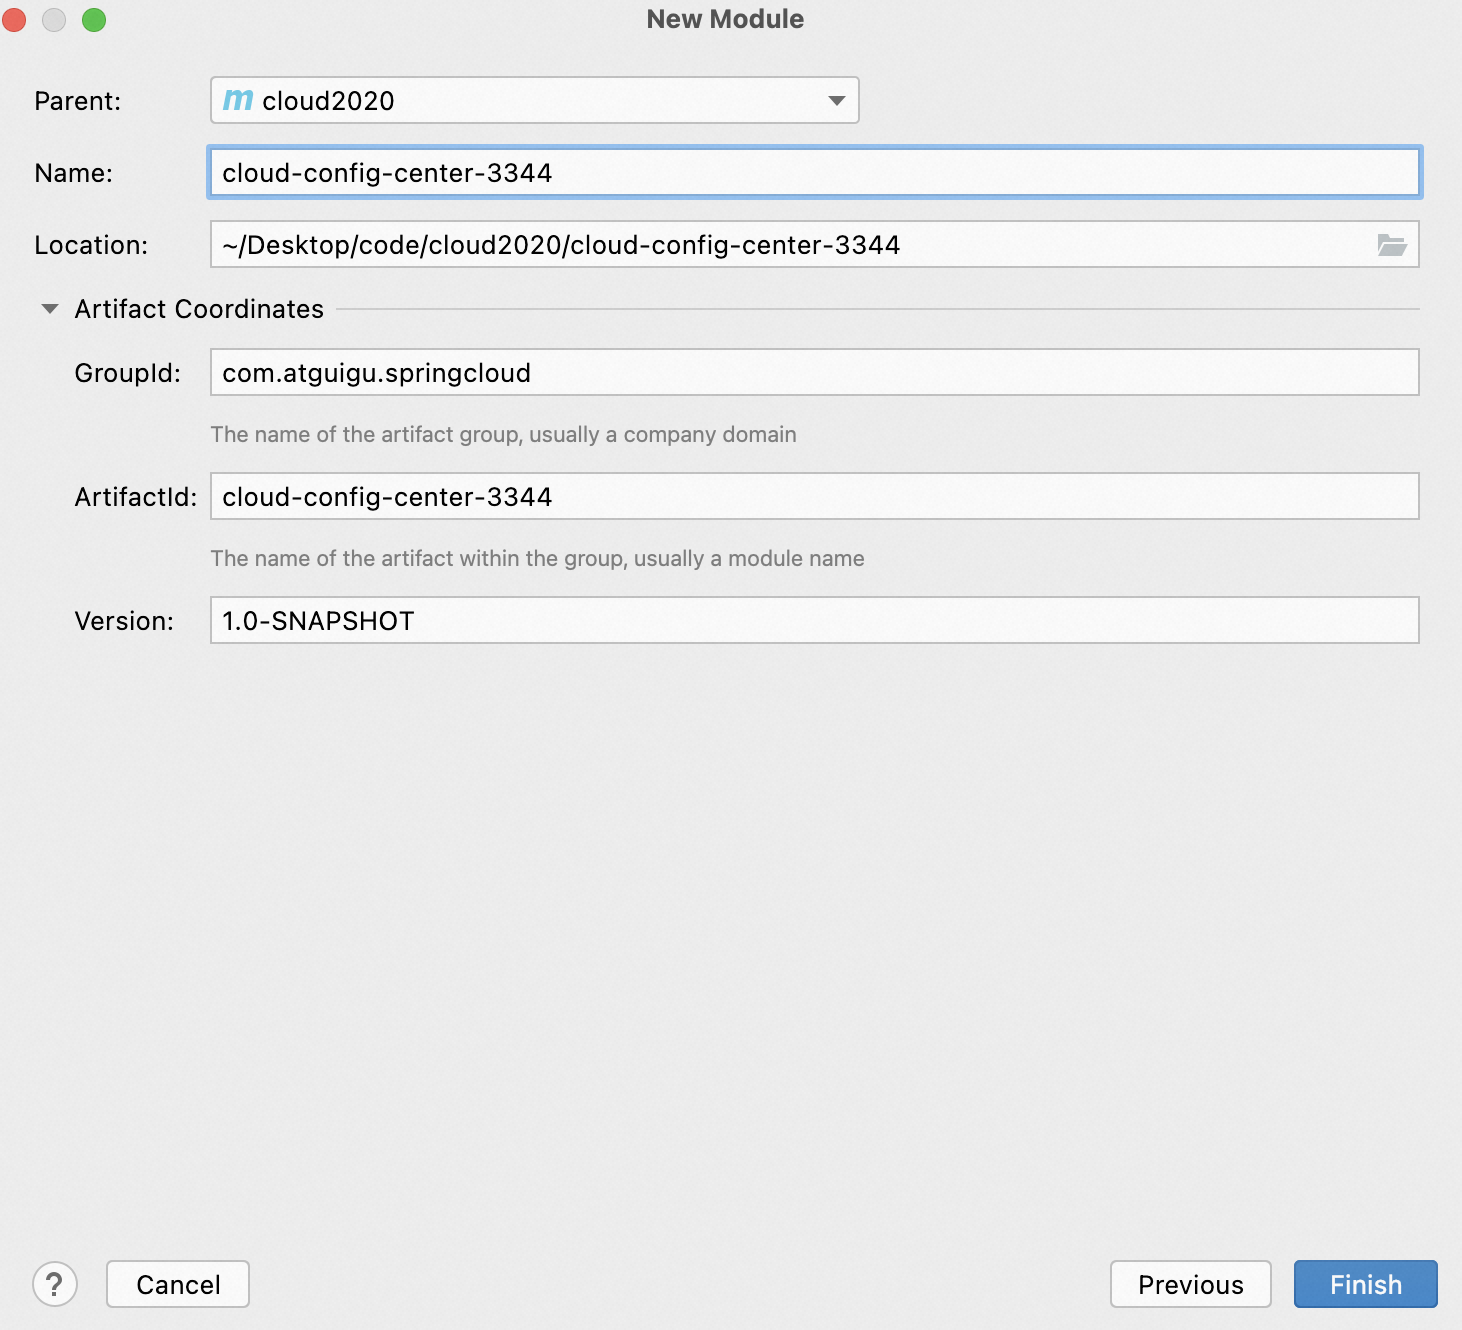 New Module
Parent: m cloud2020
Name: cloud-config-center-3344
Location: ~/Desktop/code/cloud2020/cloud-config-center-3344
Artifact Coordinates
GroupId: com.atguigu.springcloud
The name of the artifact group, usually a company domain
ArtifactId: cloud-config-center-3344
The name of the artifact within the group, usually a module name
Version: 1.0-SNAPSHOT
? Cancel Previous Finish